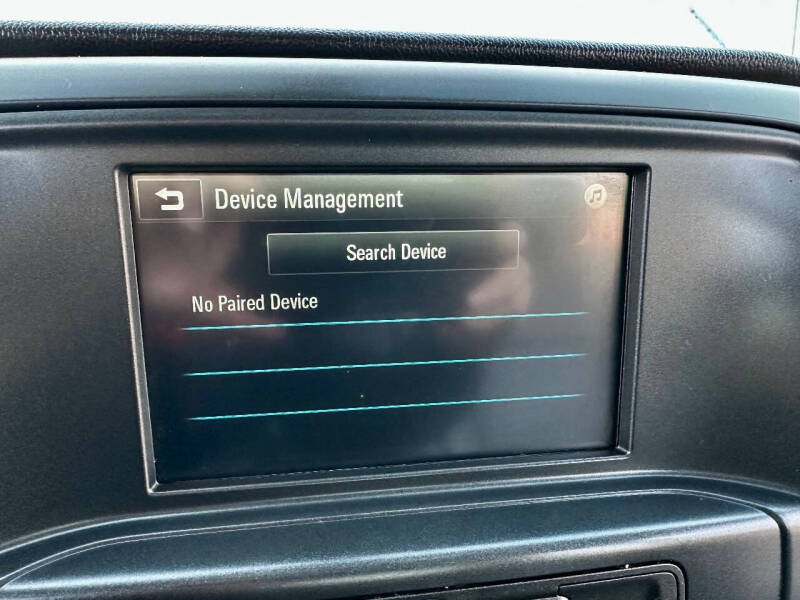 Device Management
Search Device
No Paired Device